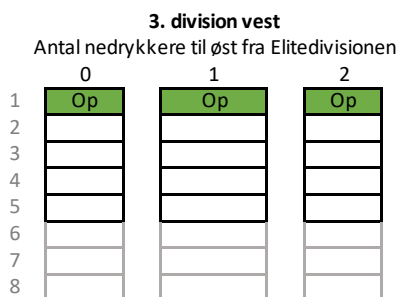 3. division vest
Antal nedrykkere til øst fra Elitedivisionen
0 1 2
1 Op Op Op
2
3
4
5
6
7
8